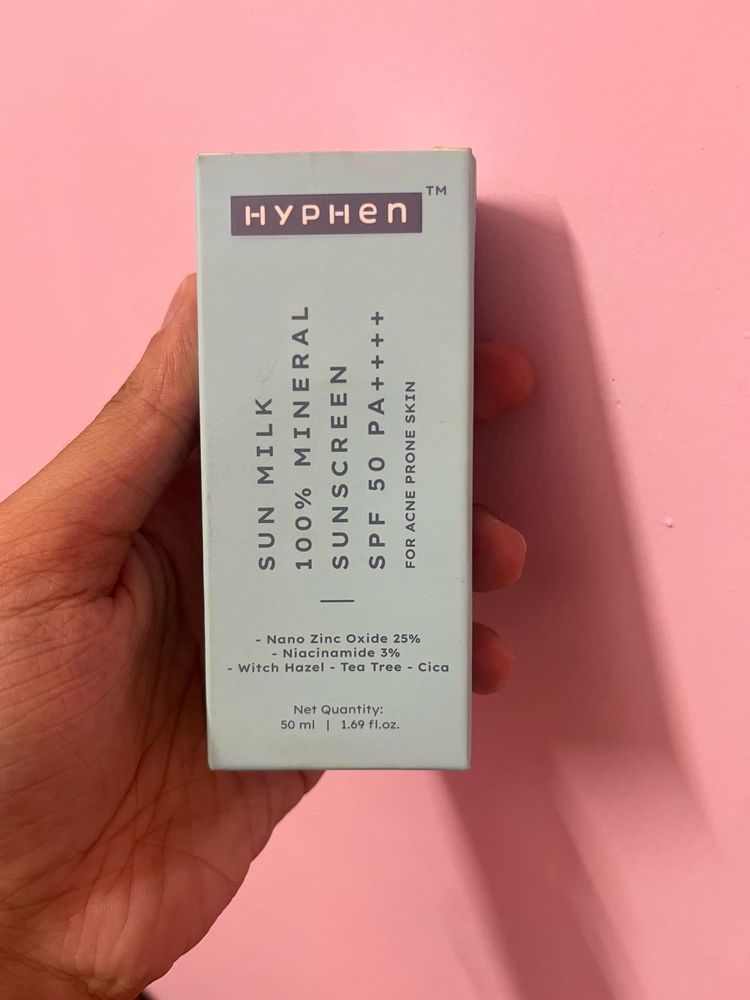 HYPHen™
SUN MILK
100% MINERAL
SUNSCREEN
SPF 50 PA++++
FOR ACNE PRONE SKIN
- Nano Zinc Oxide 25%
- Niacinamide 3%
- Witch Hazel - Tea Tree - Cica
Net Quantity:
50 ml | 1.69 fl.oz.